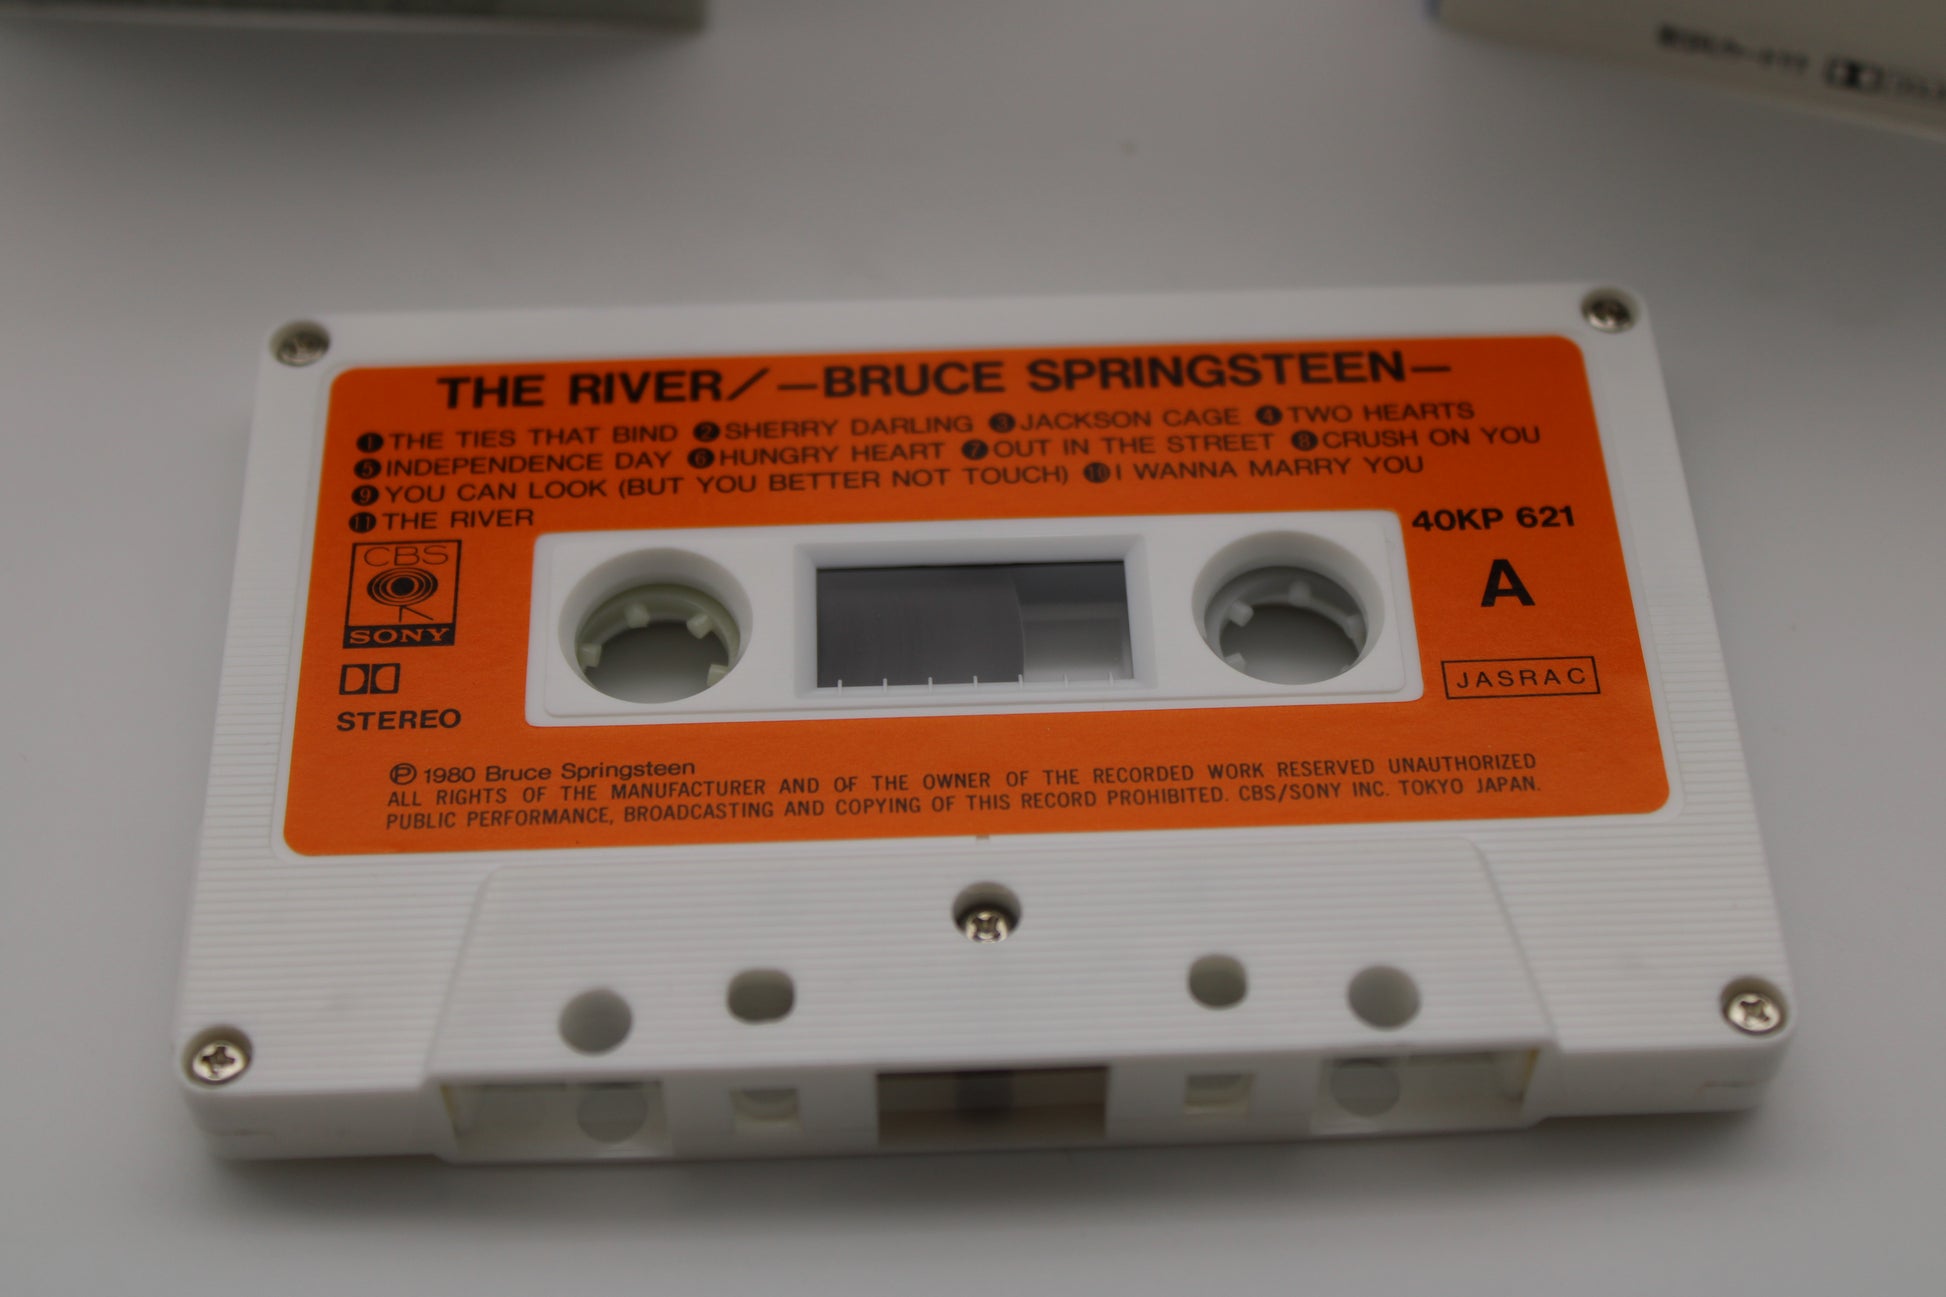 THE RIVER/—BRUCE SPRINGSTEEN—
❶THE TIES THAT BIND ❷SHERRY DARLING ❸JACKSON CAGE ❹TWO HEARTS
❺INDEPENDENCE DAY ❻HUNGRY HEART ❼OUT IN THE STREET ❽CRUSH ON YOU
❾YOU CAN LOOK (BUT YOU BETTER NOT TOUCH) ❿I WANNA MARRY YOU
⓫THE RIVER
40KP 621
CBS
SONY
A
JASRAC
STEREO
Ⓟ1980 Bruce Springsteen
ALL RIGHTS OF THE MANUFACTURER AND OF THE OWNER OF THE RECORDED WORK RESERVED UNAUTHORIZED
PUBLIC PERFORMANCE, BROADCASTING AND COPYING OF THIS RECORD PROHIBITED. CBS/SONY INC. TOKYO JAPAN.